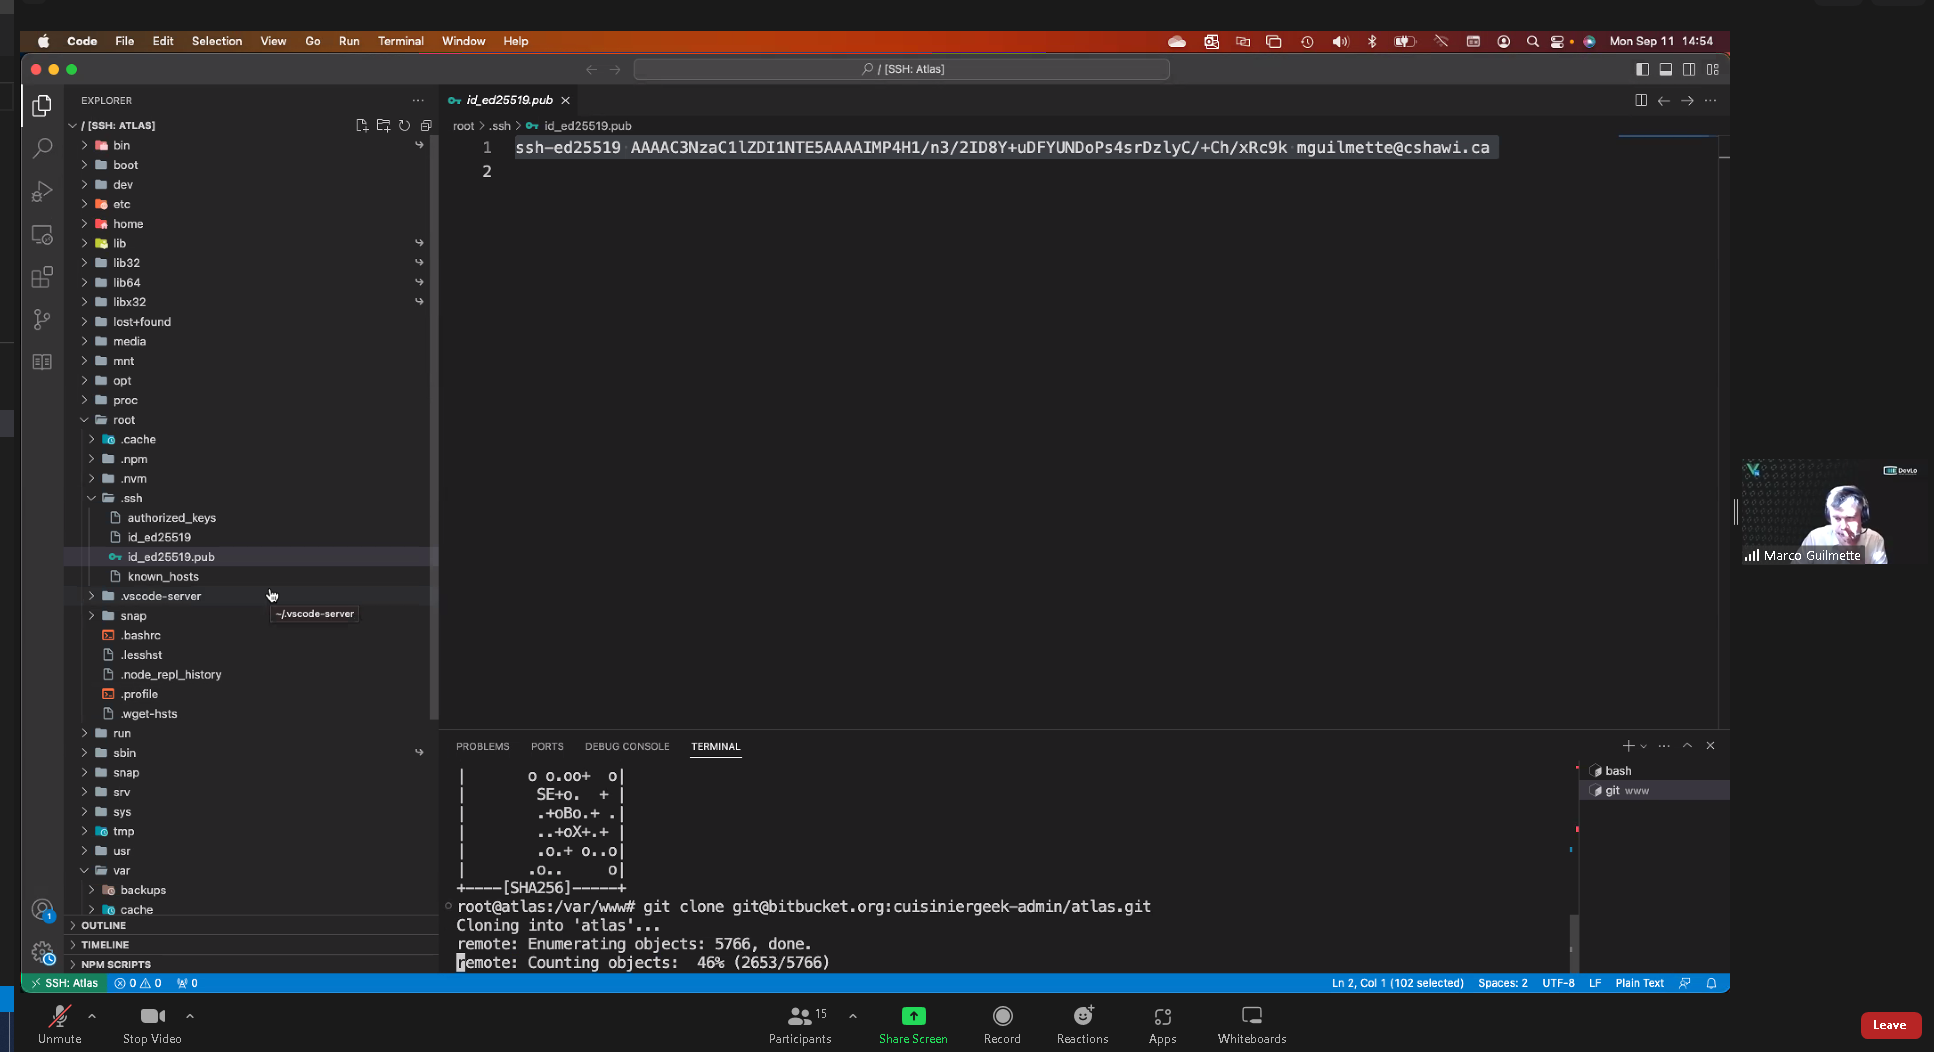 Code File Edit Selection View Go Run Terminal Window Help
Mon Sep 11 14:54
/ [SSH: Atlas]
EXPLORER
/ [SSH: ATLAS]
bin
boot
dev
etc
home
lib
lib32
lib64
libx32
lost+found
media
mnt
opt
proc
root
.cache
.npm
.nvm
.ssh
authorized_keys
id_ed25519
id_ed25519.pub
known_hosts
.vscode-server
~/.vscode-server
snap
.bashrc
.lesshst
.node_repl_history
.profile
.wget-hsts
run
sbin
snap
srv
sys
tmp
usr
var
backups
cache
OUTLINE
TIMELINE
NPM SCRIPTS
id_ed25519.pub
root > .ssh > id_ed25519.pub
1 ssh-ed25519 AAAAC3NzaC1lZDI1NTE5AAAAIMP4H1/n3/2ID8Y+uDFYUNDoPs4srDzlyC/+Ch/xRc9k mguilmette@cshawi.ca
2
PROBLEMS PORTS DEBUG CONSOLE TERMINAL
| o o.oo+ o|
| SE+o. + |
| .+oBo.+ .|
| ..+oX+.+ |
| .o.+ o..o|
| .o.. o|
+----[SHA256]-----+
root@atlas:/var/www# git clone git@bitbucket.org:cuisiniergeek-admin/atlas.git
Cloning into 'atlas'...
remote: Enumerating objects: 5766, done.
remote: Counting objects: 46% (2653/5766)
bash
git www
1
SSH: Atlas 0 0 0
Ln 2, Col 1 (102 selected) Spaces: 2 UTF-8 LF Plain Text
DevLo
Marco Guilmette
Unmute
Stop Video
15
Participants
Share Screen
Record
Reactions
Apps
Whiteboards
Leave